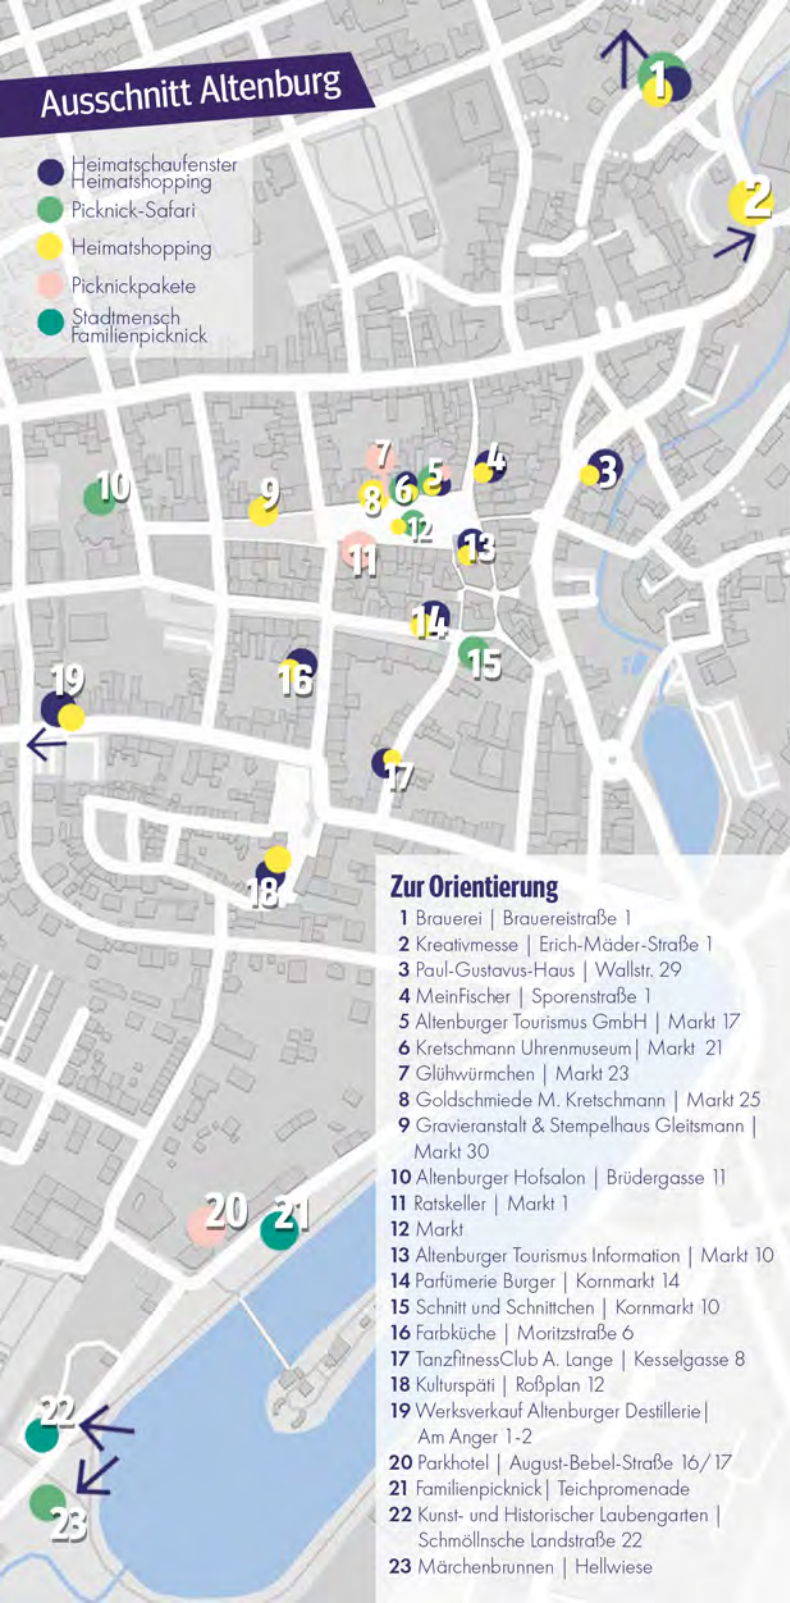 Ausschnitt Altenburg
Heimatschaufenster
Heimatshopping
Picknick-Safari
Heimatshopping
Picknickpakete
Stadtmensch
Familienpicknick
1
2
3
4
5
6
7
8
9
10
11
12
13
14
15
16
17
18
19
20
21
22
23
Zur Orientierung
1 Brauerei | Brauereistraße 1
2 Kreativmesse | Erich-Mäder-Straße 1
3 Paul-Gustavus-Haus | Wallstr. 29
4 MeinFischer | Sporenstraße 1
5 Altenburger Tourismus GmbH | Markt 17
6 Kretschmann Uhrenmuseum| Markt 21
7 Glühwürmchen | Markt 23
8 Goldschmiede M. Kretschmann | Markt 25
9 Gravieranstalt & Stempelhaus Gleitsmann |
Markt 30
10 Altenburger Hofsalon | Brüdergasse 11
11 Ratskeller | Markt 1
12 Markt
13 Altenburger Tourismus Information | Markt 10
14 Parfümerie Burger | Kornmarkt 14
15 Schnitt und Schnittchen | Kornmarkt 10
16 Farbküche | Moritzstraße 6
17 TanzfitnessClub A. Lange | Kesselgasse 8
18 Kulturspäti | Roßplan 12
19 Werksverkauf Altenburger Destillerie|
Am Anger 1-2
20 Parkhotel | August-Bebel-Straße 16/17
21 Familienpicknick| Teichpromenade
22 Kunst- und Historischer Laubengarten |
Schmöllnsche Landstraße 22
23 Märchenbrunnen | Hellwiese